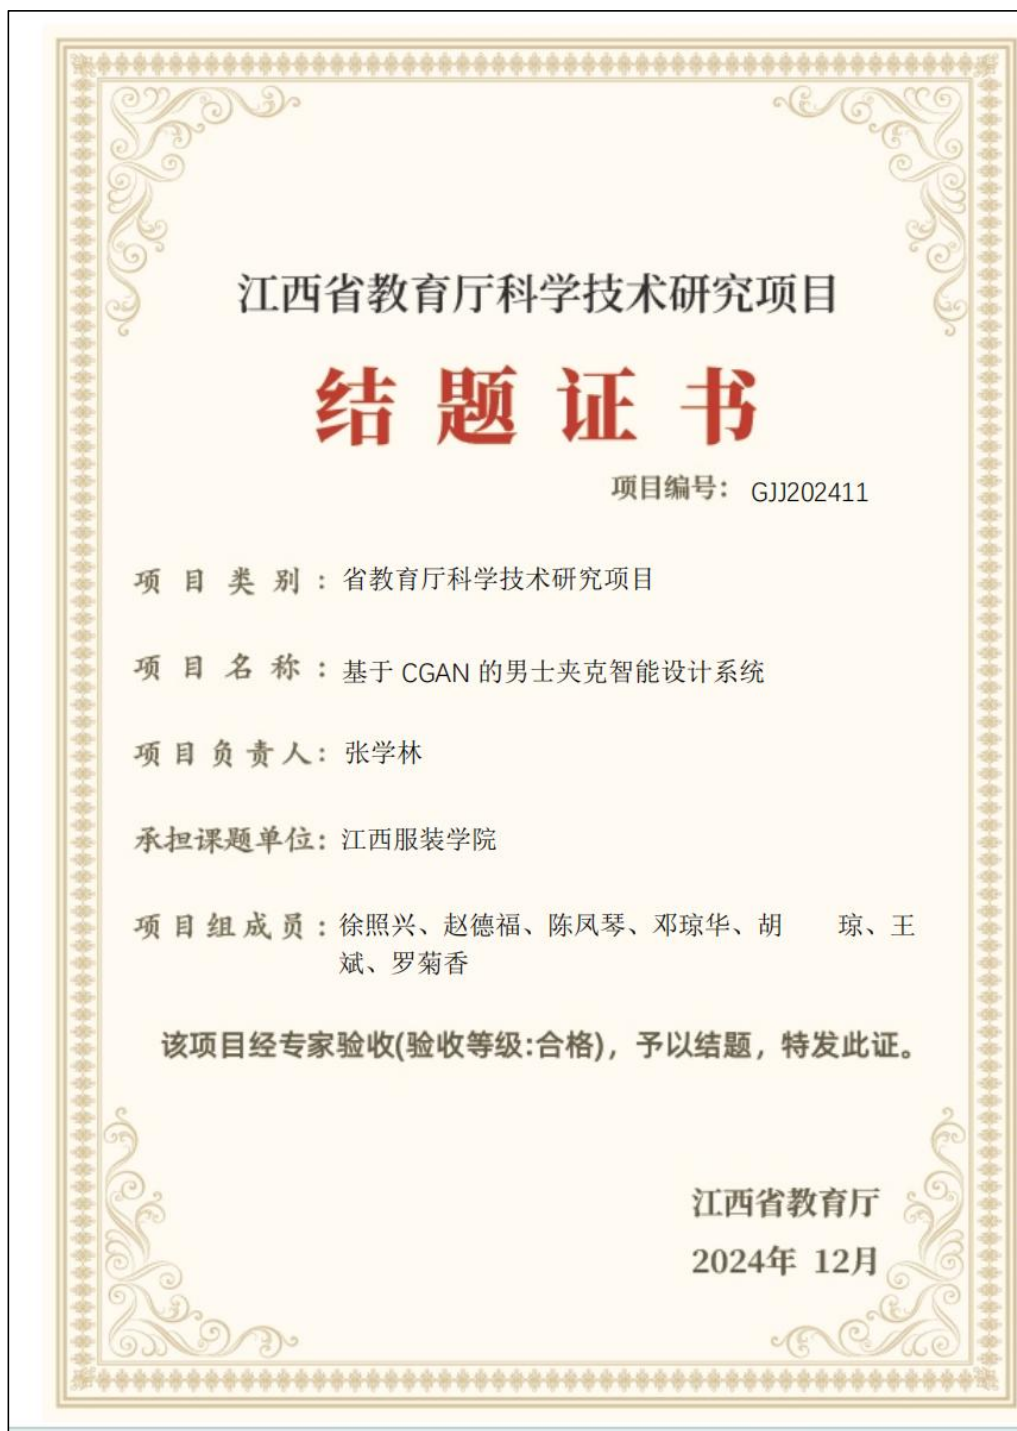 江西省教育厅科学技术研究项目
结题证书
项目编号： GJJ202411
项目类别：省教育厅科学技术研究项目
项目名称：基于 CGAN 的男士夹克智能设计系统
项目负责人：张学林
承担课题单位：江西服装学院
项目组成员：徐照兴、赵德福、陈凤琴、邓琼华、胡　　琼、王
斌、罗菊香
该项目经专家验收(验收等级:合格)，予以结题，特发此证。
江西省教育厅
2024年 12月